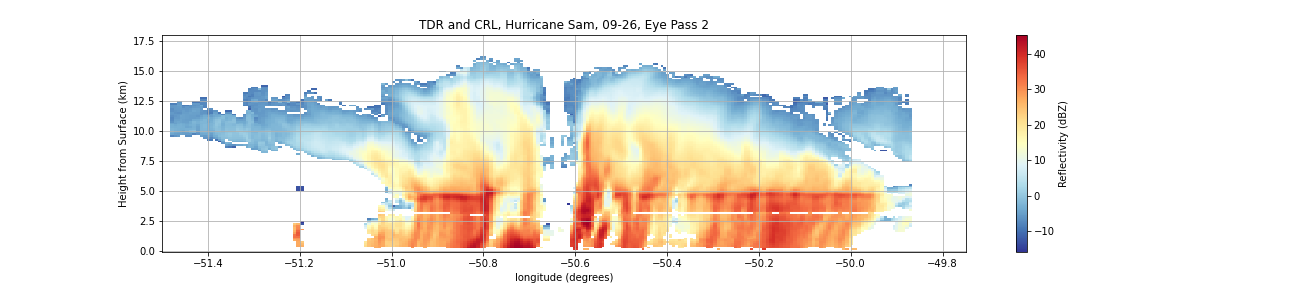 TDR and CRL, Hurricane Sam, 09-26, Eye Pass 2
17.5
15.0
12.5
10.0
7.5
5.0
2.5
0.0
Height from Surface (km)
−51.4 −51.2 −51.0 −50.8 −50.6 −50.4 −50.2 −50.0 −49.8
longitude (degrees)
40
30
20
10
0
−10
Reflectivity (dBZ)